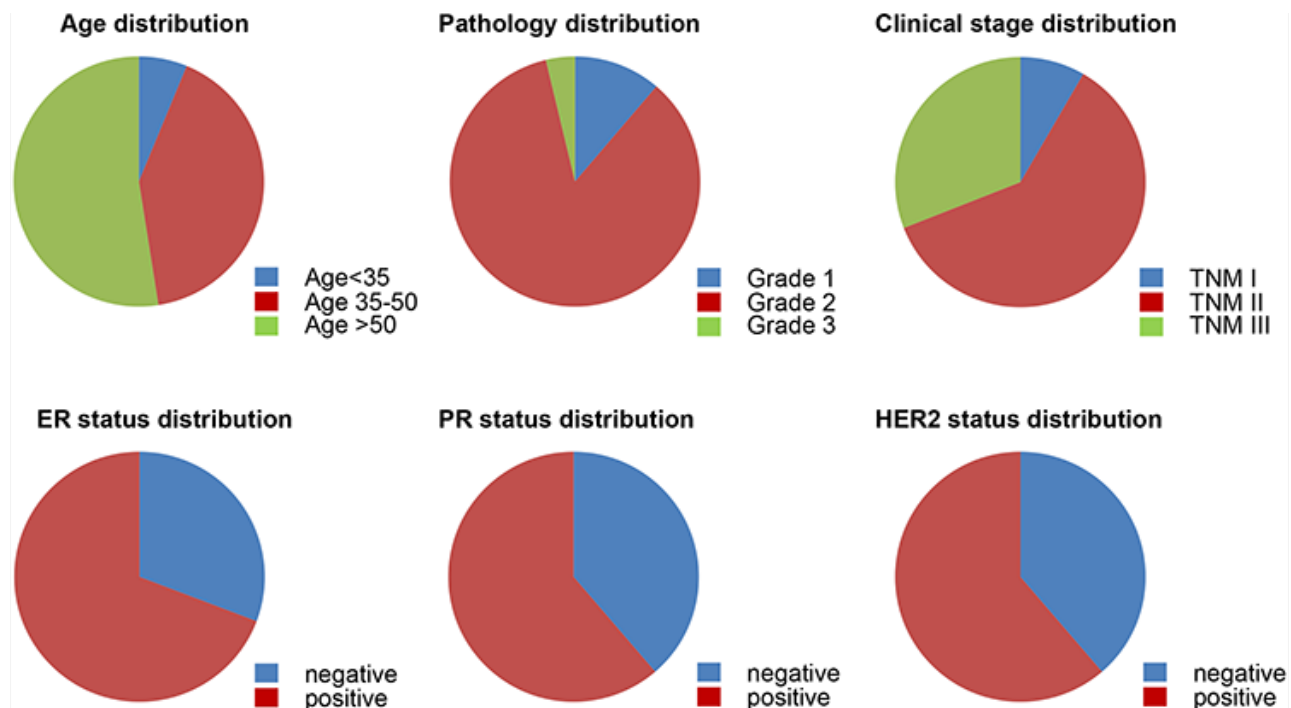 Age distribution
Age<35
Age 35-50
Age >50
Pathology distribution
Grade 1
Grade 2
Grade 3
Clinical stage distribution
TNM I
TNM II
TNM III
ER status distribution
negative
positive
PR status distribution
negative
positive
HER2 status distribution
negative
positive